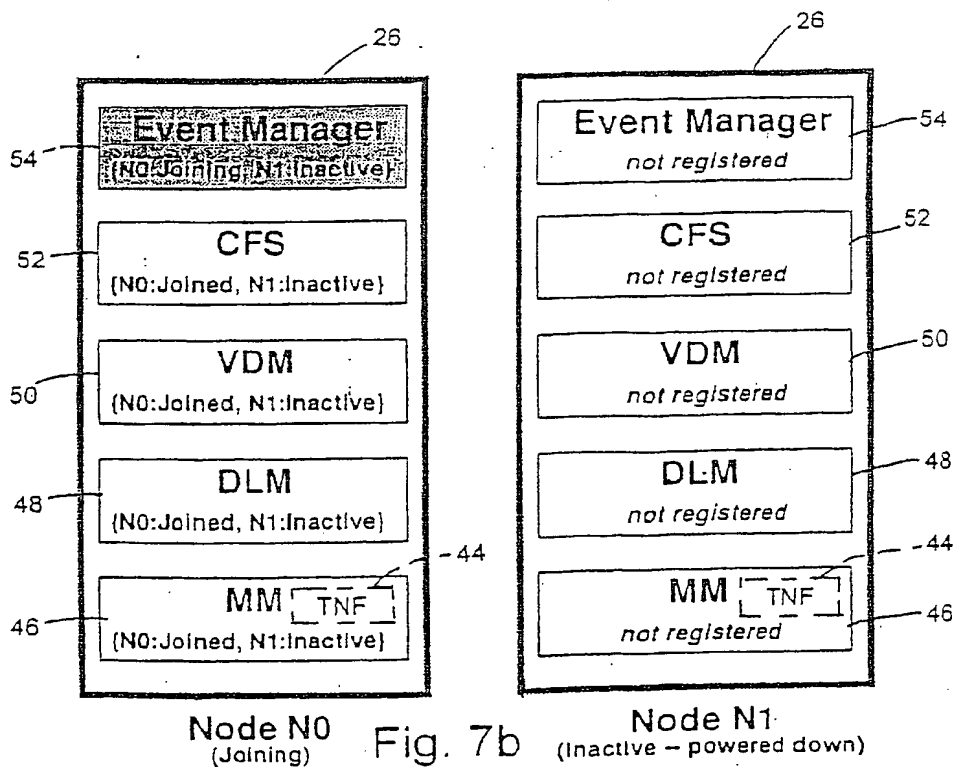 26
26
Event Manager
{N0:Joining, N1:Inactive}
54
Event Manager
not registered
54
CFS
{N0:Joined, N1:Inactive}
52
CFS
not registered
52
VDM
{N0:Joined, N1:Inactive}
50
VDM
not registered
50
DLM
{N0:Joined, N1:Inactive}
48
DLM
not registered
48
44
MM
TNF
{N0:Joined, N1:Inactive}
46
44
MM
TNF
not registered
46
Node N0
(Joining)
Fig. 7b
Node N1
(Inactive – powered down)